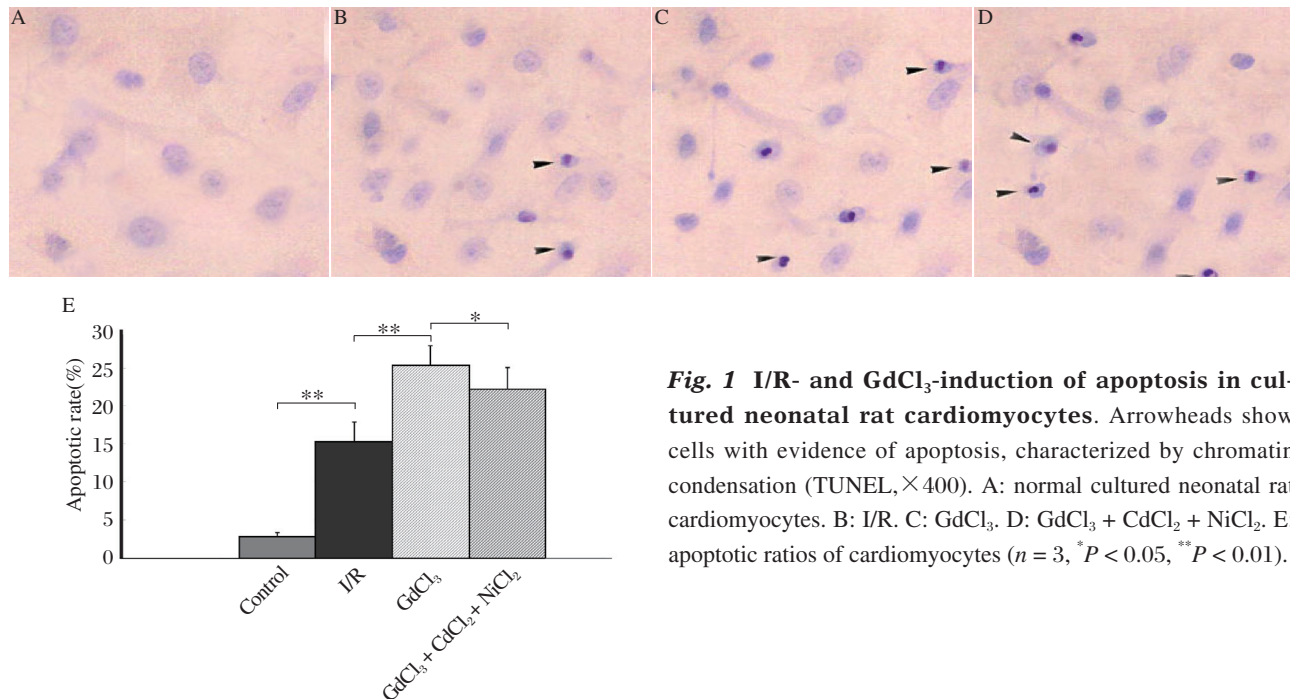 A
B
C
D
E
30
25
20
15
10
5
0
Apoptotic rate(%)
**
**
*
Control
I/R
GdCl₃
GdCl₃ + CdCl₂ + NiCl₂
Fig. 1 I/R- and GdCl₃-induction of apoptosis in cul-
tured neonatal rat cardiomyocytes. Arrowheads show
cells with evidence of apoptosis, characterized by chromatin
condensation (TUNEL,×400). A: normal cultured neonatal rat
cardiomyocytes. B: I/R. C: GdCl₃. D: GdCl₃ + CdCl₂ + NiCl₂. E:
apoptotic ratios of cardiomyocytes (n = 3, *P < 0.05, **P < 0.01).